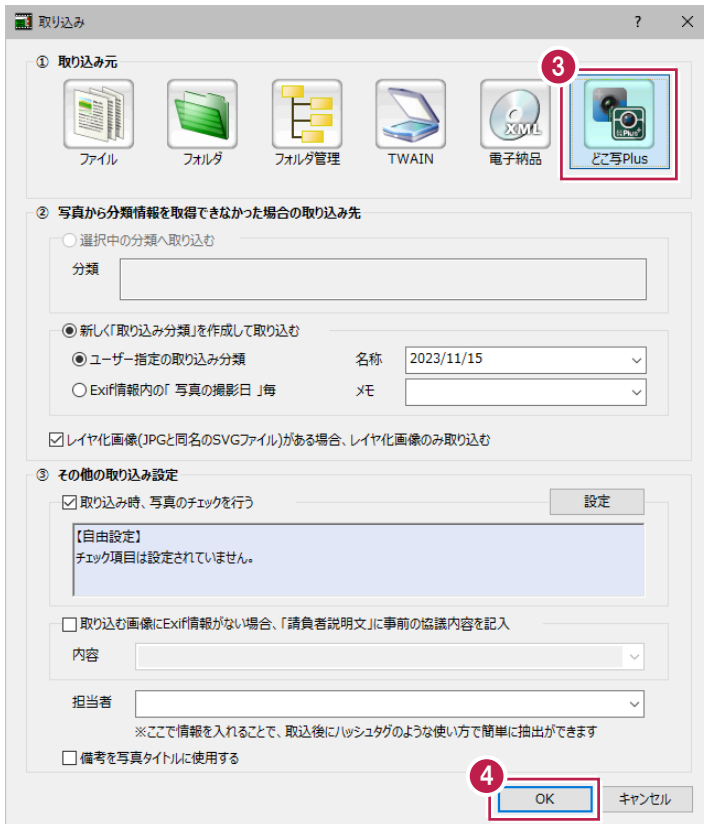 取り込み
? ×
① 取り込み元
3
XML
Plus+
ファイル フォルダ フォルダ管理 TWAIN 電子納品 どこ写Plus
② 写真から分類情報を取得できなかった場合の取り込み先
選択中の分類へ取り込む
分類
新しく「取り込み分類」を作成して取り込む
ユーザー指定の取り込み分類 名称 2023/11/15
Exif情報内の「 写真の撮影日 」毎 メモ
レイヤ化画像(JPGと同名のSVGファイル)がある場合、レイヤ化画像のみ取り込む
③ その他の取り込み設定
取り込み時、写真のチェックを行う 設定
【自由設定】
チェック項目は設定されていません。
取り込む画像にExif情報がない場合、「請負者説明文」に事前の協議内容を記入
内容
担当者
※ここで情報を入れることで、取込後にハッシュタグのような使い方で簡単に抽出ができます
備考を写真タイトルに使用する
4
OK キャンセル